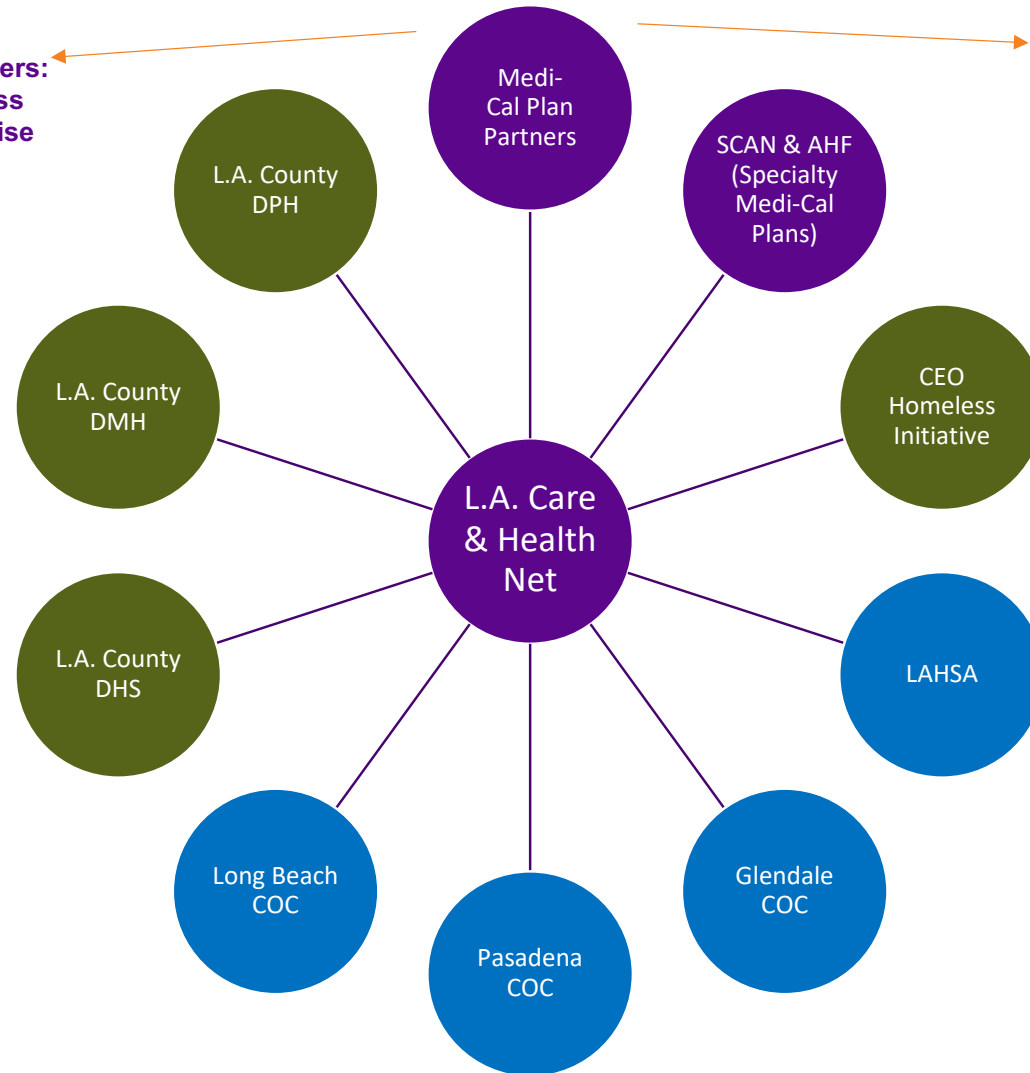 ers:
ss
ise
Medi-
Cal Plan
Partners
SCAN & AHF
(Specialty
Medi-Cal
Plans)
L.A. County
DPH
CEO
Homeless
Initiative
L.A. County
DMH
L.A. Care
& Health
Net
L.A. County
DHS
LAHSA
Long Beach
COC
Glendale
COC
Pasadena
COC